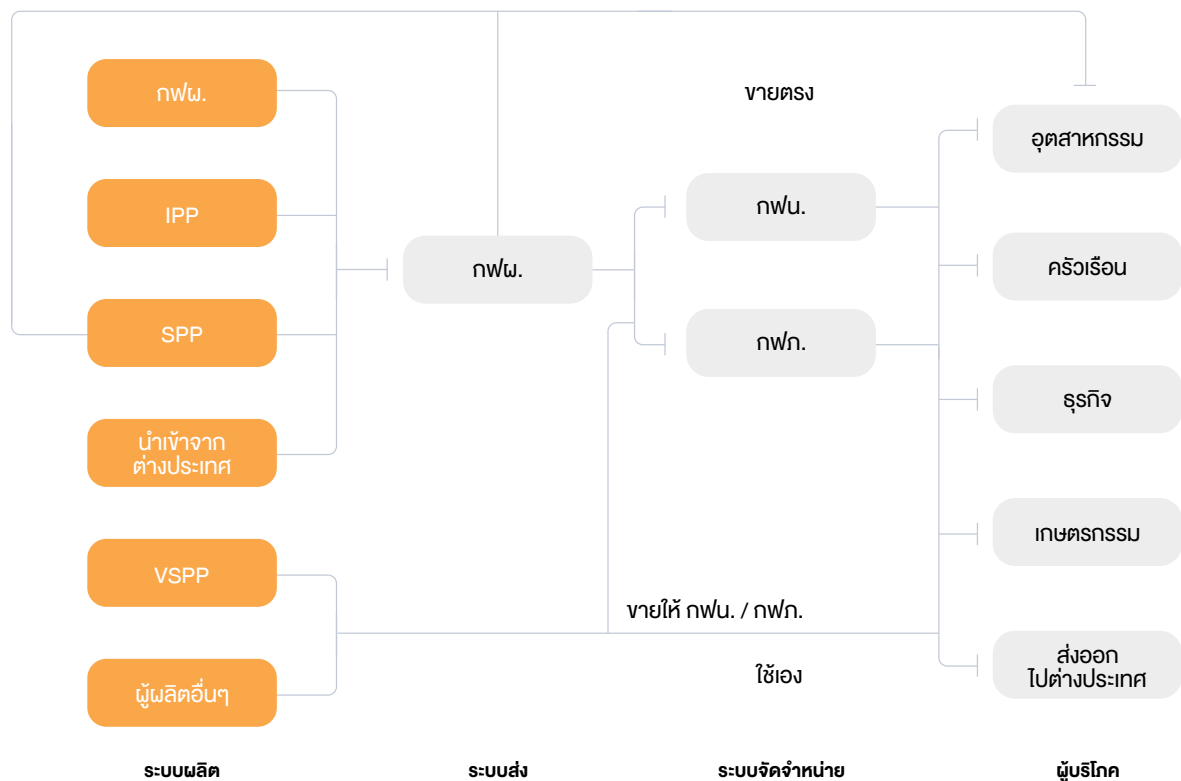 กฟผ.
IPP
SPP
นำเข้าจาก
ต่างประเทศ
VSPP
ผู้ผลิตอื่นๆ
ระบบผลิต
กฟผ.
ระบบส่ง
ขายตรง
กฟน.
กฟภ.
ขายให้ กฟน. / กฟภ.
ใช้เอง
ระบบจัดจำหน่าย
อุตสาหกรรม
ครัวเรือน
ธุรกิจ
เกษตรกรรม
ส่งออก
ไปต่างประเทศ
ผู้บริโภค